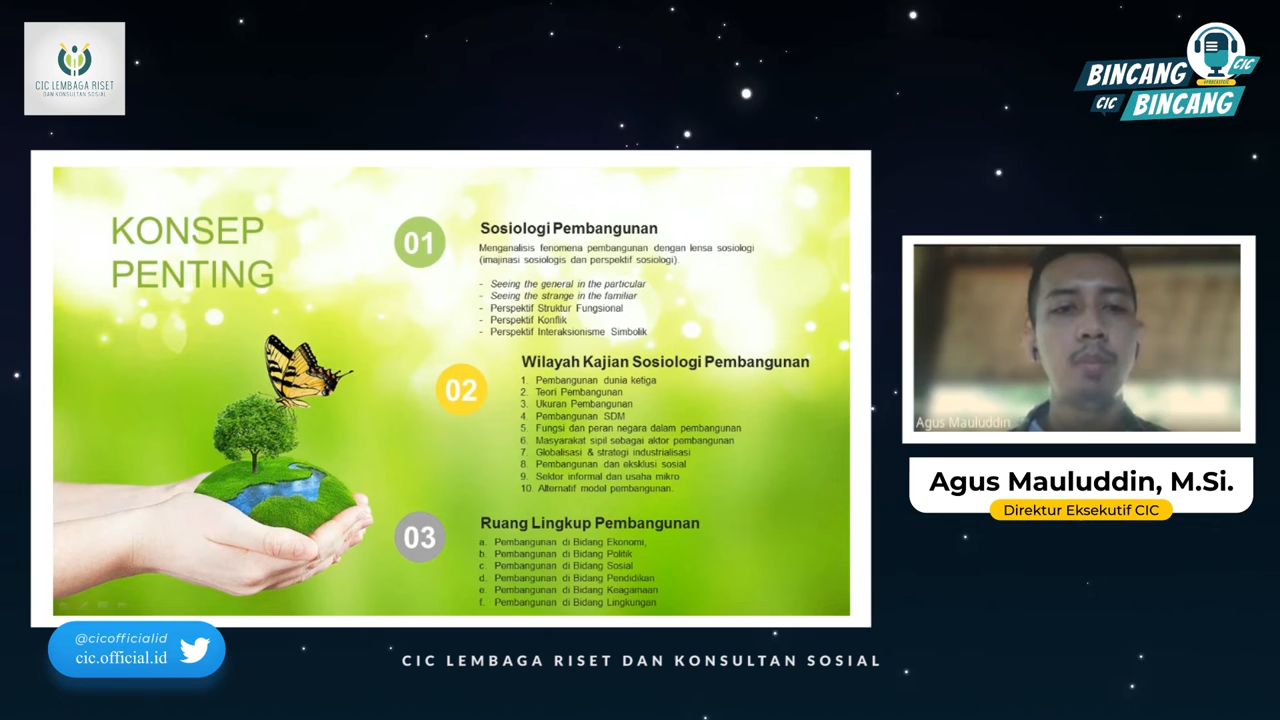 CIC LEMBAGA RISET
DAN KONSULTAN SOSIAL
BINCANG
CIC
CIC
BINCANG
KONSEP
PENTING
01
Sosiologi Pembangunan
Menganalisis fenomena pembangunan dengan lensa sosiologi
(imajinasi sosiologis dan perspektif sosiologi).
- Seeing the general in the particular
- Seeing the strange in the familiar
- Perspektif Struktur Fungsional
- Perspektif Konflik
- Perspektif Interaksionisme Simbolik
02
Wilayah Kajian Sosiologi Pembangunan
1. Pembangunan dunia ketiga
2. Teori Pembangunan
3. Ukuran Pembangunan
4. Pembangunan SDM
5. Fungsi dan peran negara dalam pembangunan
6. Masyarakat sipil sebagai aktor pembangunan
7. Globalisasi & strategi industrialisasi
8. Pembangunan dan eksklusi sosial
9. Sektor informal dan usaha mikro
10. Alternatif model pembangunan.
03
Ruang Lingkup Pembangunan
a. Pembangunan di Bidang Ekonomi,
b. Pembangunan di Bidang Politik
c. Pembangunan di Bidang Sosial
d. Pembangunan di Bidang Pendidikan
e. Pembangunan di Bidang Keagamaan
f. Pembangunan di Bidang Lingkungan
Agus Mauluddin
Agus Mauluddin, M.Si.
Direktur Eksekutif CIC
@cicofficialid
cic.official.id
CIC LEMBAGA RISET DAN KONSULTAN SOSIAL